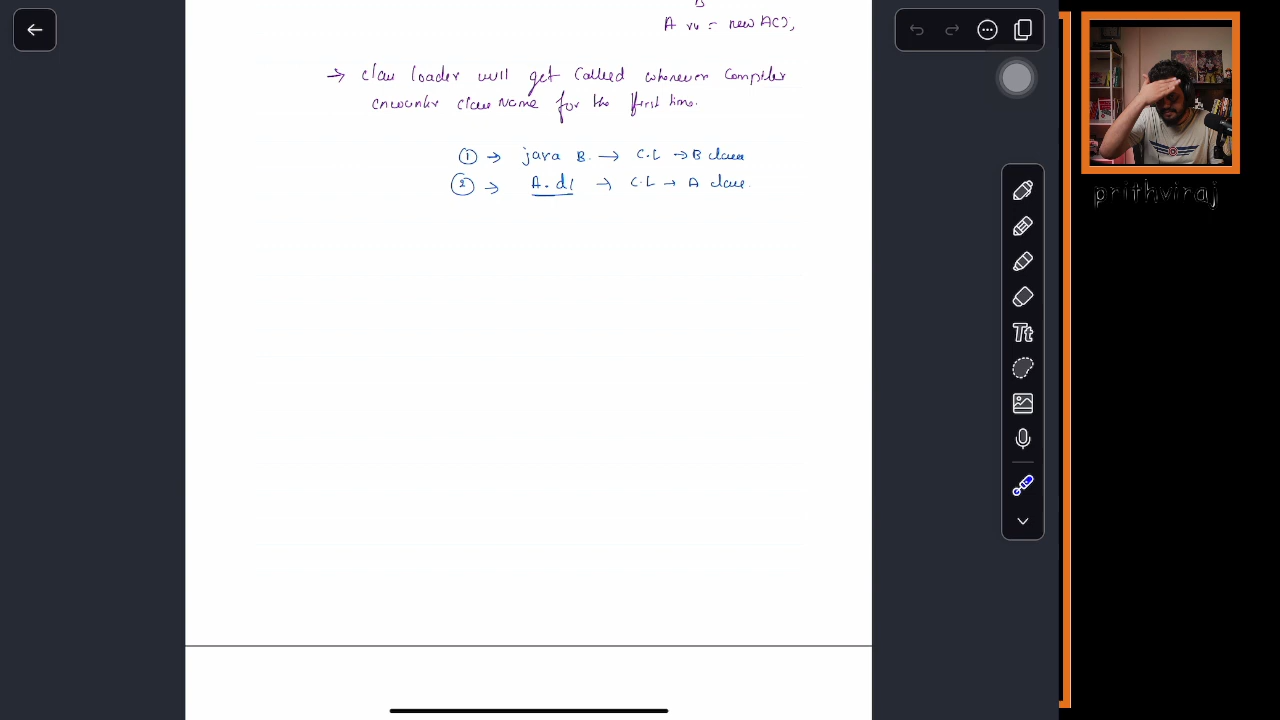 B
A rv = new A();
→ class loader will get Called whenever Compiler
encounter class Name for the first time.
① → java B. → C.L → B class
② → A.d1 → C.L → A class.
Tt
prithviraj